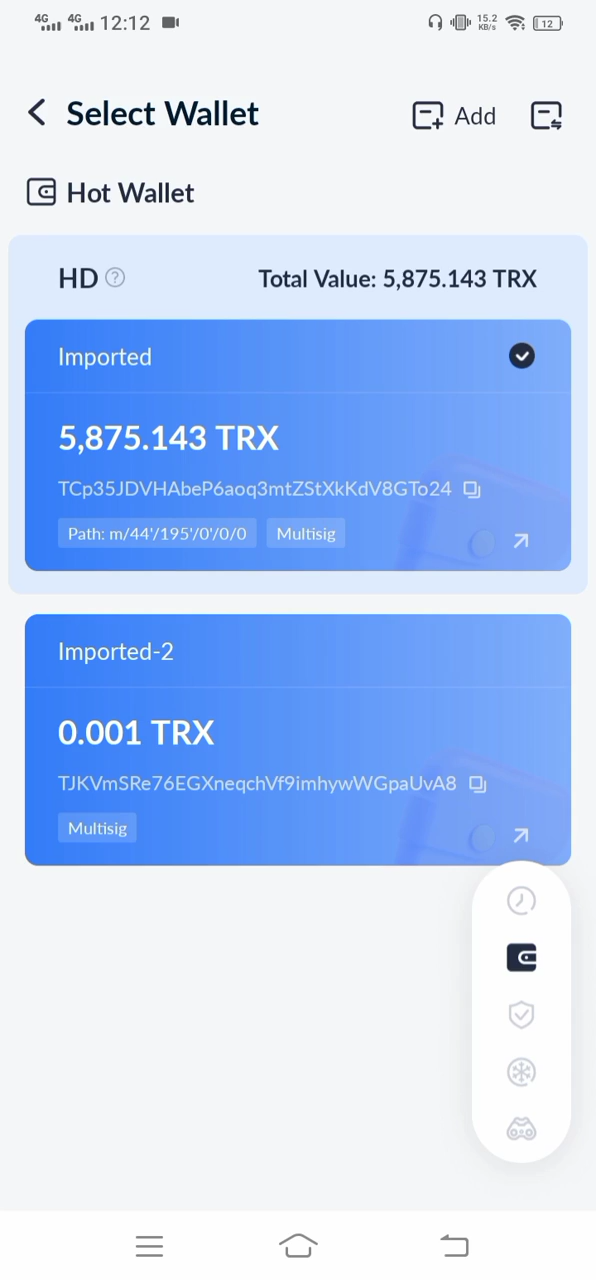 4G 4G 12:12 15.2 KB/s 12
Select Wallet Add
Hot Wallet
HD ? Total Value: 5,875.143 TRX
Imported
5,875.143 TRX
TCp35JDVHAbeP6aoq3mtZStXkKdV8GTo24
Path: m/44'/195'/0'/0/0 Multisig
Imported-2
0.001 TRX
TJKVmSRe76EGXneqchVf9imhywWGpaUvA8
Multisig